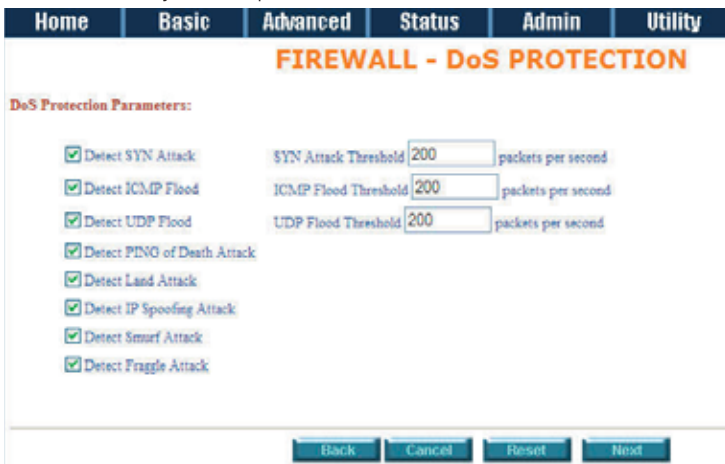 Home Basic Advanced Status Admin Utility
FIREWALL - DoS PROTECTION
DoS Protection Parameters:
Detect SYN Attack SYN Attack Threshold 200 packets per second
Detect ICMP Flood ICMP Flood Threshold 200 packets per second
Detect UDP Flood UDP Flood Threshold 200 packets per second
Detect PING of Death Attack
Detect Land Attack
Detect IP Spoofing Attack
Detect Smurf Attack
Detect Fraggle Attack
Back Cancel Reset Next